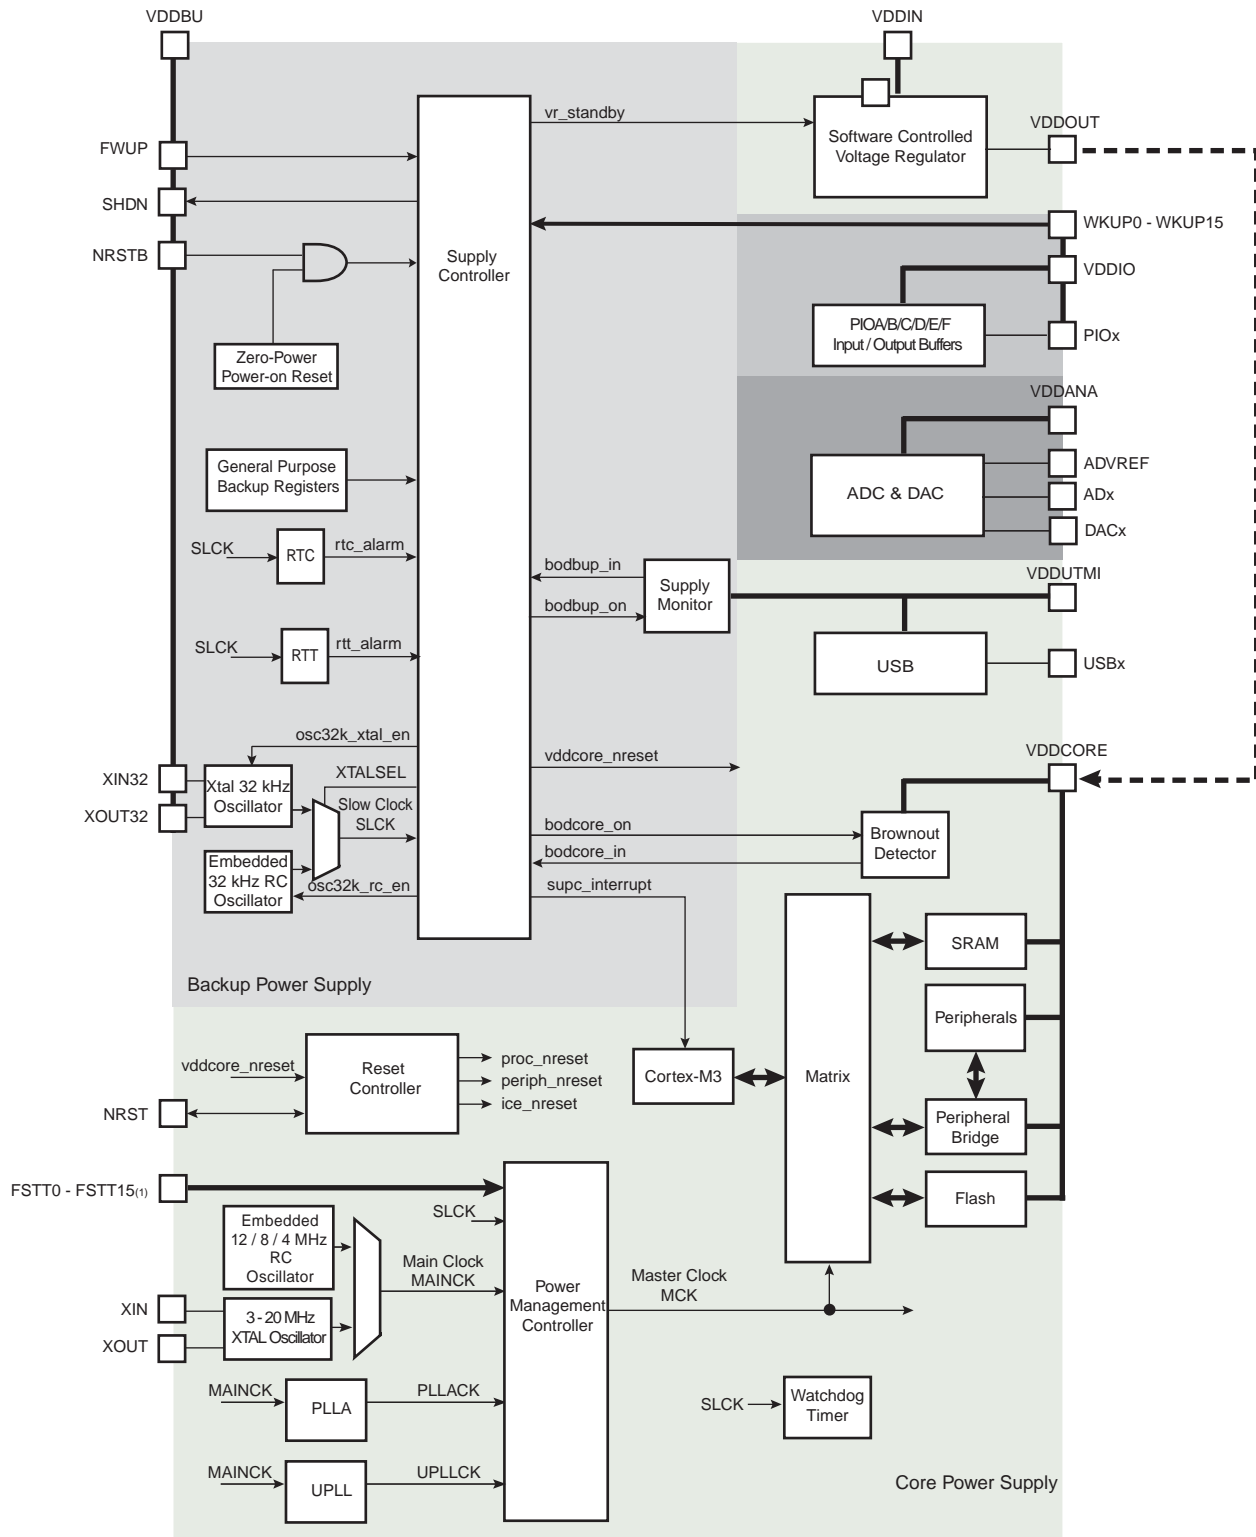 VDDBU
VDDIN
vr_standby
Software Controlled
Voltage Regulator
VDDOUT
FWUP
SHDN
NRSTB
Supply
Controller
WKUP0 - WKUP15
VDDIO
PIOA/B/C/D/E/F
Input / Output Buffers
PIOx
Zero-Power
Power-on Reset
VDDANA
General Purpose
Backup Registers
ADC & DAC
ADVREF
ADx
DACx
SLCK
RTC
rtc_alarm
bodbup_in
bodbup_on
Supply
Monitor
VDDUTMI
SLCK
RTT
rtt_alarm
USB
USBx
osc32k_xtal_en
vddcore_nreset
VDDCORE
XIN32
XOUT32
Xtal 32 kHz
Oscillator
XTALSEL
Slow Clock
SLCK
bodcore_on
bodcore_in
Brownout
Detector
Embedded
32 kHz RC
Oscillator
osc32k_rc_en
supc_interrupt
SRAM
Backup Power Supply
Peripherals
vddcore_nreset
Reset
Controller
proc_nreset
periph_nreset
ice_nreset
NRST
Cortex-M3
Matrix
Peripheral
Bridge
FSTT0 - FSTT15(1)
SLCK
Flash
Embedded
12 / 8 / 4 MHz
RC
Oscillator
Main Clock
MAINCK
Power
Management
Controller
Master Clock
MCK
XIN
XOUT
3 - 20 MHz
XTAL Oscillator
MAINCK
PLLA
PLLACK
SLCK
Watchdog
Timer
MAINCK
UPLL
UPLLCK
Core Power Supply